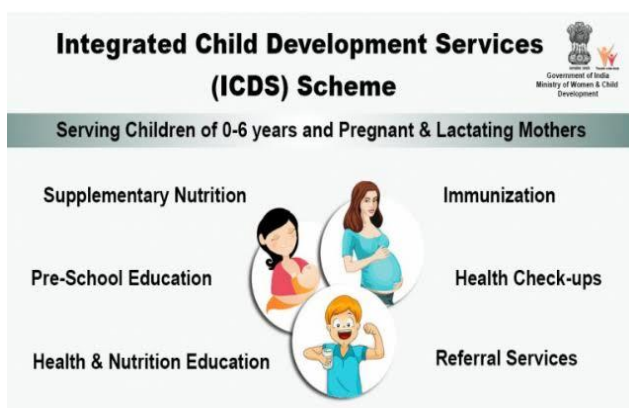 Integrated Child Development Services
(ICDS) Scheme
Government of India
Ministry of Women & Child
Development
Serving Children of 0-6 years and Pregnant & Lactating Mothers
Supplementary Nutrition
Immunization
Pre-School Education
Health Check-ups
Health & Nutrition Education
Referral Services